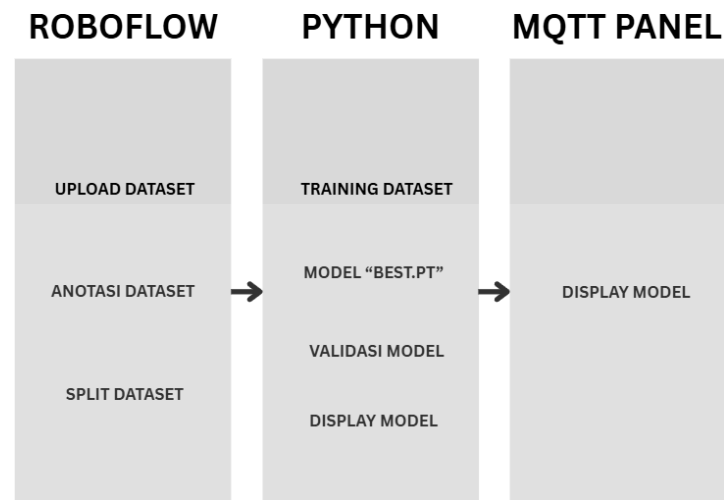 ROBOFLOW
UPLOAD DATASET
ANOTASI DATASET
SPLIT DATASET
PYTHON
TRAINING DATASET
MODEL “BEST.PT”
VALIDASI MODEL
DISPLAY MODEL
MQTT PANEL
DISPLAY MODEL